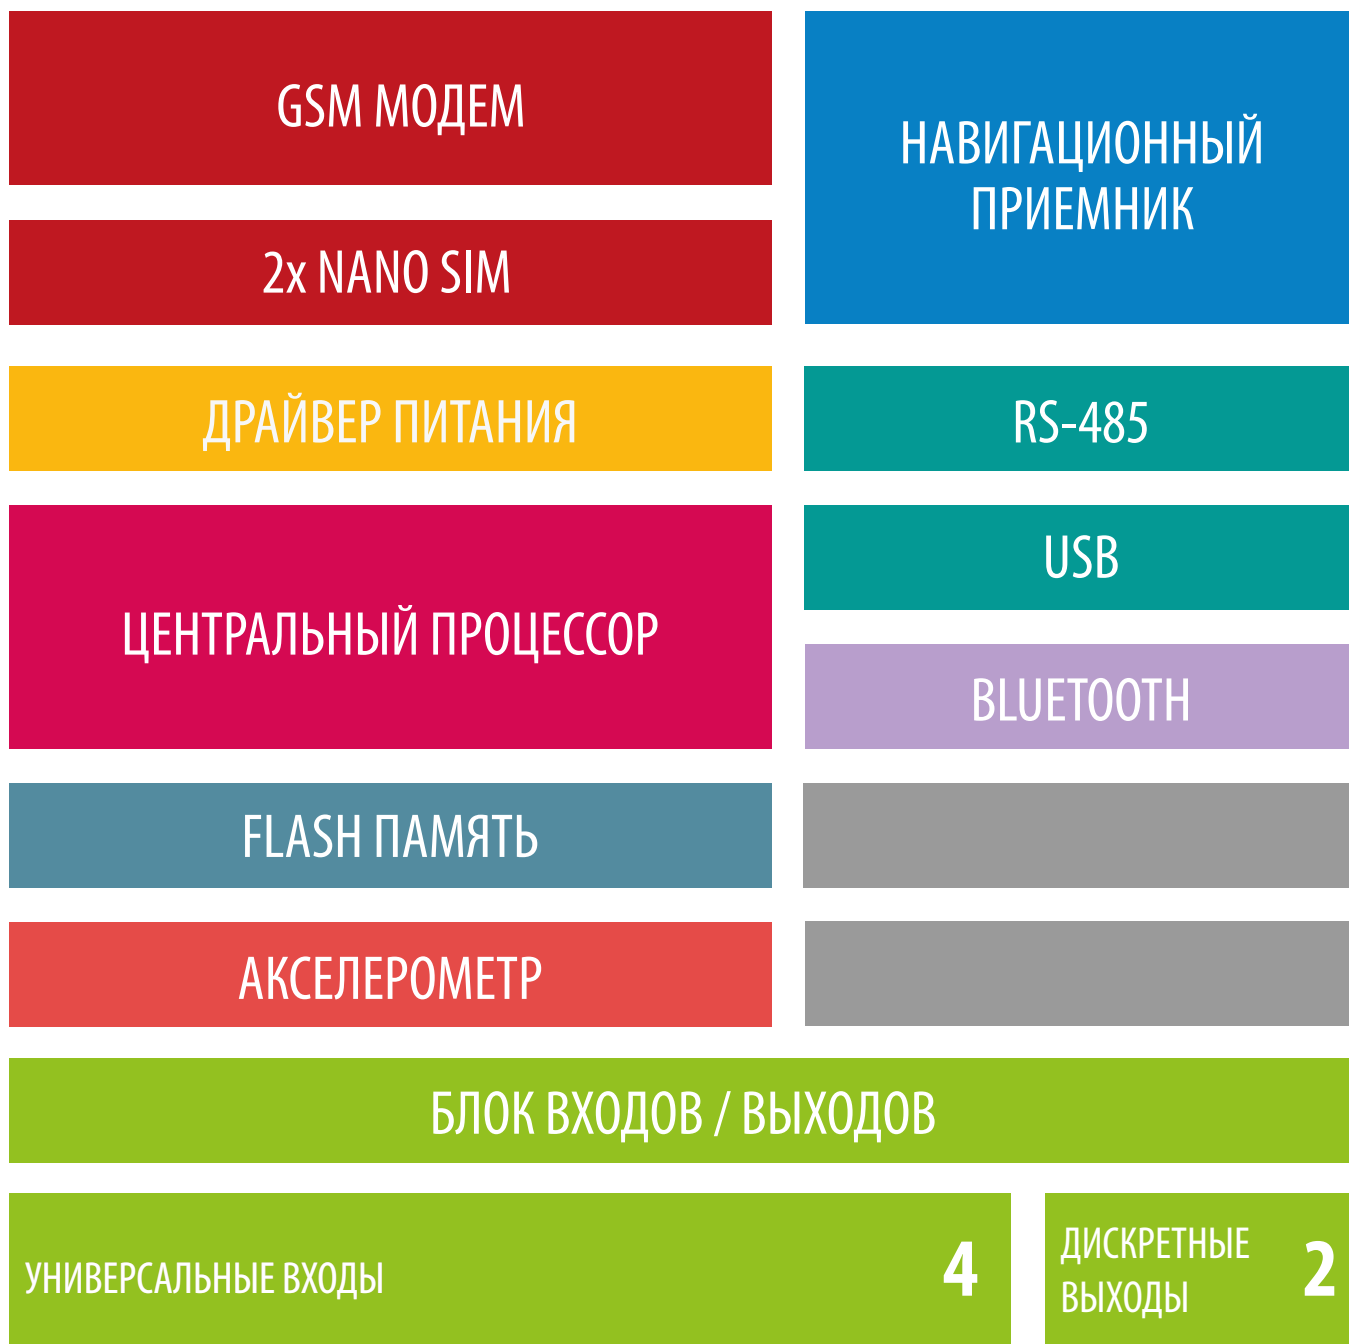 GSM МОДЕМ
2x NANO SIM
НАВИГАЦИОННЫЙ
ПРИЕМНИК
ДРАЙВЕР ПИТАНИЯ
RS-485
ЦЕНТРАЛЬНЫЙ ПРОЦЕССОР
USB
BLUETOOTH
FLASH ПАМЯТЬ
АКСЕЛЕРОМЕТР
БЛОК ВХОДОВ / ВЫХОДОВ
УНИВЕРСАЛЬНЫЕ ВХОДЫ 4
ДИСКРЕТНЫЕ
ВЫХОДЫ 2